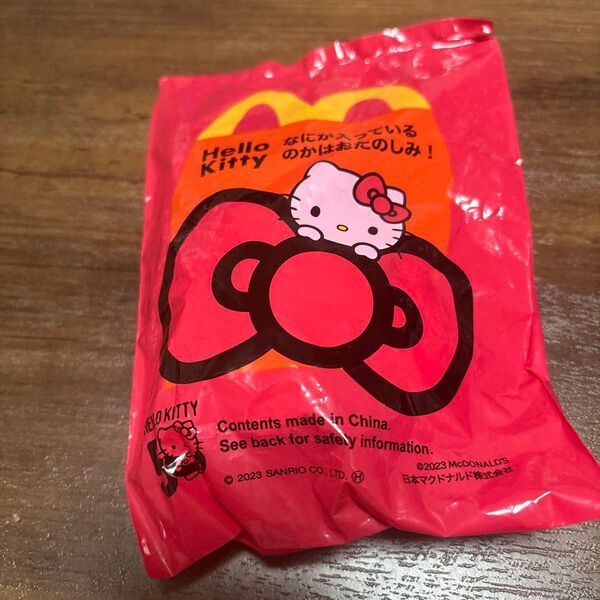 Hello
Kitty
なにが入っている
のかはおたのしみ！
HELLO KITTY
Contents made in China.
See back for safety information.
© 2023 SANRIO CO., LTD. Ⓗ
©2023 McDONALD'S
日本マクドナルド株式会社